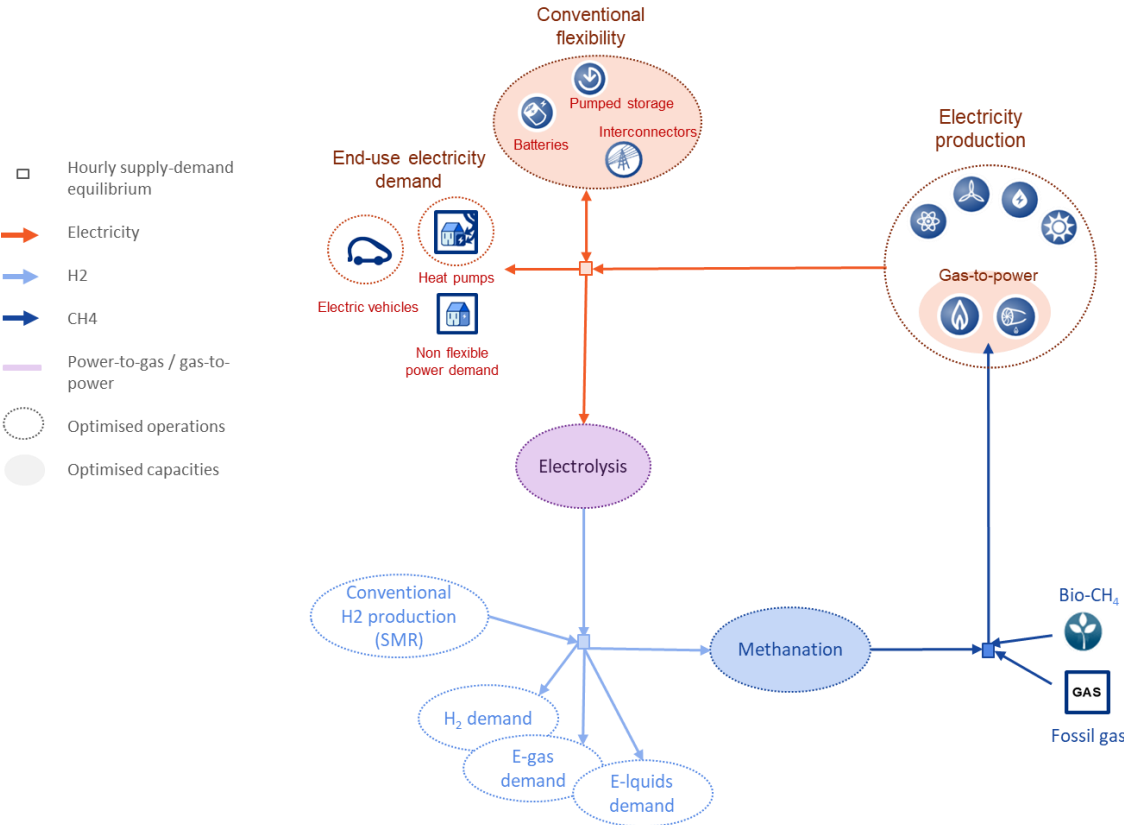 Conventional
flexibility
Pumped storage
Batteries
Interconnectors
Electricity
production
End-use electricity
demand
Hourly supply-demand
equilibrium
Electricity
H2
CH4
Power-to-gas / gas-to-
power
Optimised operations
Optimised capacities
Heat pumps
Electric vehicles
Non flexible
power demand
Gas-to-power
Electrolysis
Conventional
H2 production
(SMR)
Methanation
Bio-CH₄
GAS
Fossil gas
H₂ demand
E-gas
demand
E-lquids
demand